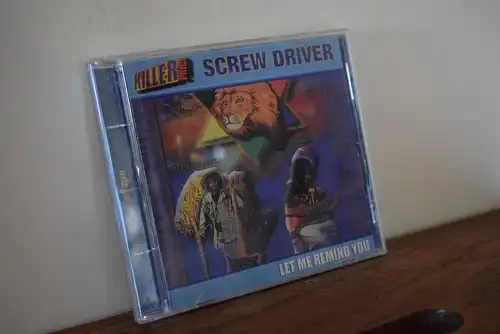 KILLER
SCREW DRIVER
LET ME REMIND YOU